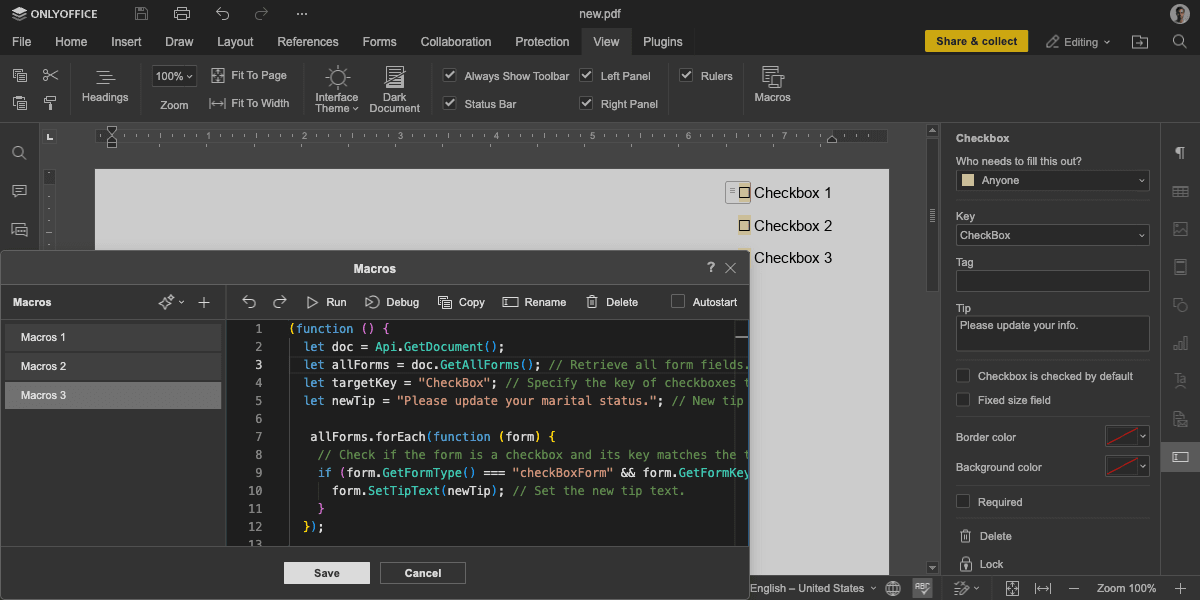 ONLYOFFICE
new.pdf
File Home Insert Draw Layout References Forms Collaboration Protection View Plugins
Share & collect
Editing
100%
Zoom
Headings
Fit To Page
Fit To Width
Interface
Theme
Dark
Document
Always Show Toolbar
Status Bar
Left Panel
Right Panel
Rulers
Macros
1 2 3 4 5 6 7
Checkbox 1
Checkbox 2
Checkbox 3
Macros
?
Macros
Run Debug Copy Rename Delete Autostart
Macros 1
Macros 2
Macros 3
1 (function () {
2 let doc = Api.GetDocument();
3 let allForms = doc.GetAllForms(); // Retrieve all form fields.
4 let targetKey = "CheckBox"; // Specify the key of checkboxes
5 let newTip = "Please update your marital status."; // New tip
6
7 allForms.forEach(function (form) {
8 // Check if the form is a checkbox and its key matches the
9 if (form.GetFormType() === "checkBoxForm" && form.GetFormKey
10 form.SetTipText(newTip); // Set the new tip text.
11 }
12 });
13
Save Cancel
Checkbox
Who needs to fill this out?
Anyone
Key
CheckBox
Tag
Tip
Please update your info.
Checkbox is checked by default
Fixed size field
Border color
Background color
Required
Delete
Lock
English – United States
ABC
Zoom 100%